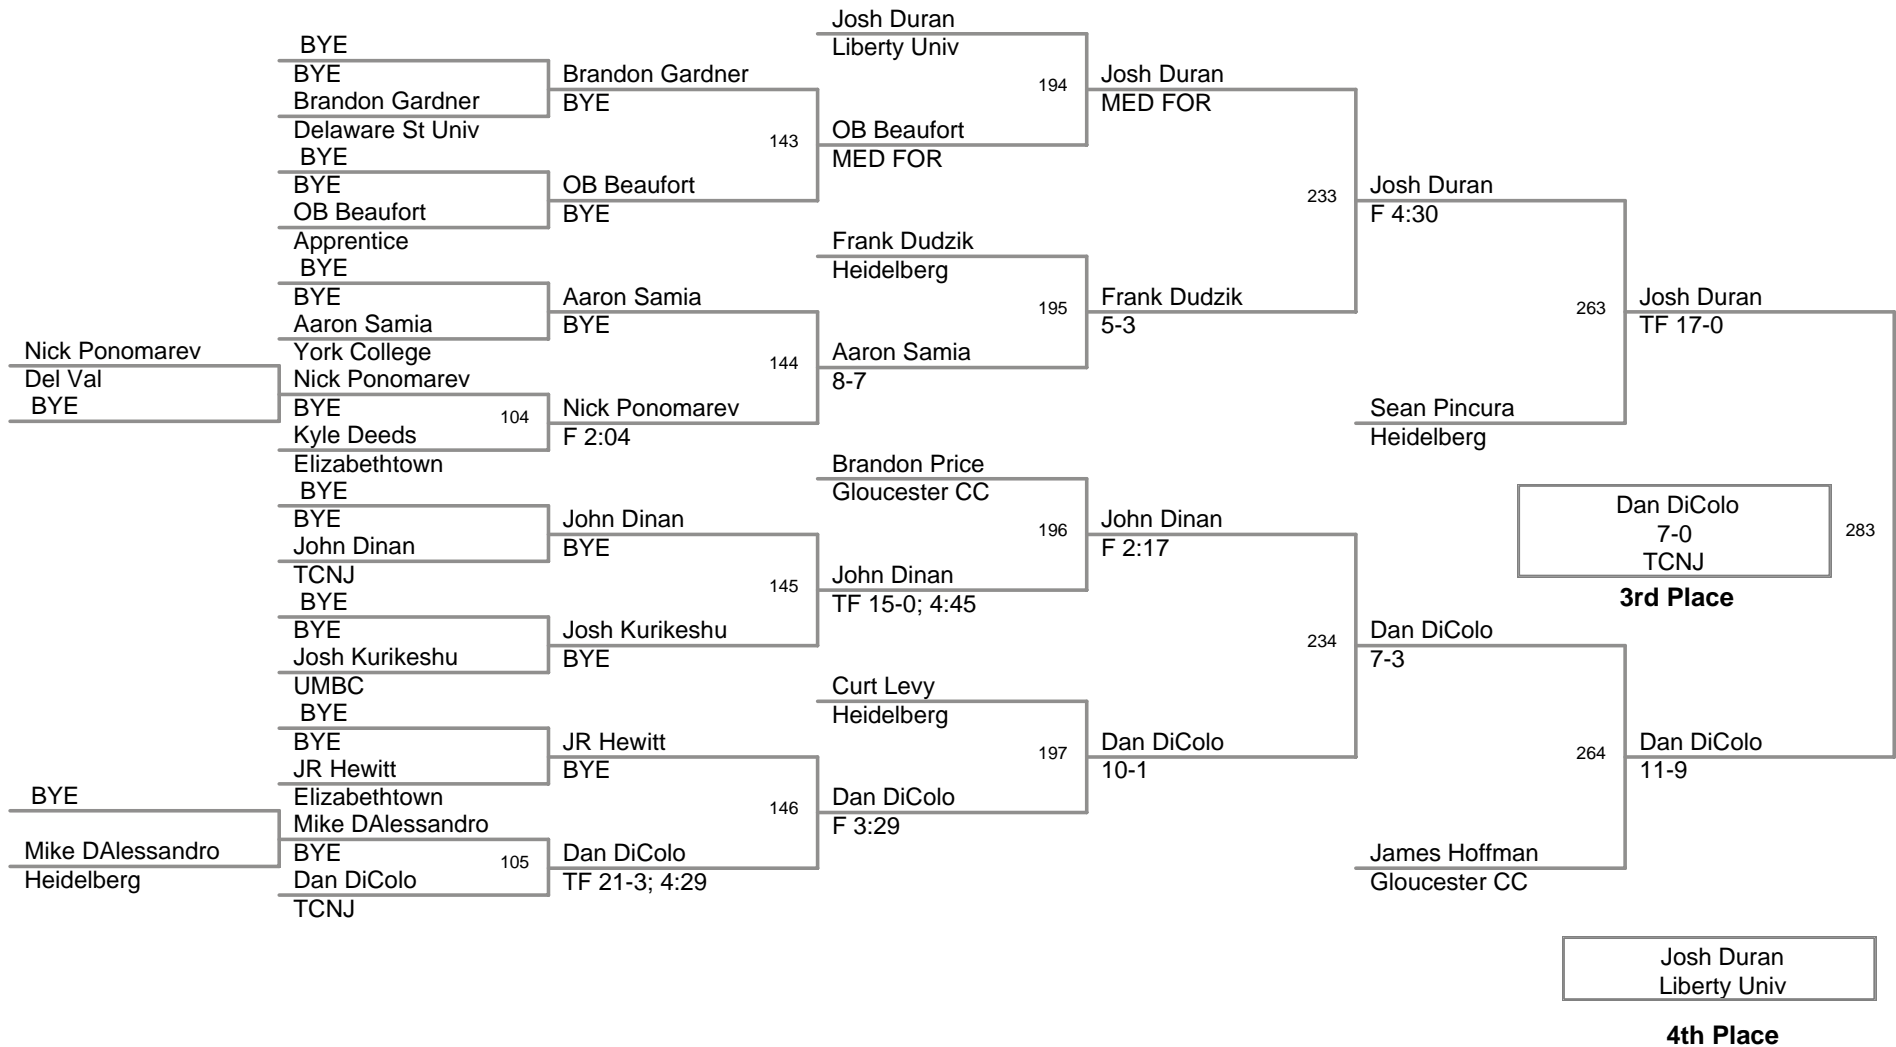 Nick Ponomarev
Del Val
BYE
BYE
Mike DAlessandro
Heidelberg
BYE
BYE
Brandon Gardner
Delaware St Univ
BYE
BYE
OB Beaufort
Apprentice
BYE
BYE
Aaron Samia
York College
Nick Ponomarev
BYE
104
Kyle Deeds
Elizabethtown
BYE
BYE
John Dinan
TCNJ
BYE
BYE
Josh Kurikeshu
UMBC
BYE
BYE
JR Hewitt
Elizabethtown
Mike DAlessandro
BYE
105
Dan DiColo
TCNJ
Brandon Gardner
BYE
143
OB Beaufort
BYE
Aaron Samia
BYE
144
Nick Ponomarev
F 2:04
John Dinan
BYE
145
Josh Kurikeshu
BYE
JR Hewitt
BYE
146
Dan DiColo
TF 21-3; 4:29
Josh Duran
Liberty Univ
194
OB Beaufort
MED FOR
Frank Dudzik
Heidelberg
195
Aaron Samia
8-7
Brandon Price
Gloucester CC
196
John Dinan
TF 15-0; 4:45
Curt Levy
Heidelberg
197
Dan DiColo
F 3:29
Josh Duran
MED FOR
233
Frank Dudzik
5-3
John Dinan
F 2:17
234
Dan DiColo
10-1
Josh Duran
F 4:30
263
Sean Pincura
Heidelberg
Dan DiColo
7-3
264
James Hoffman
Gloucester CC
Josh Duran
TF 17-0
Dan DiColo
11-9
283
Dan DiColo
7-0
TCNJ
3rd Place
Josh Duran
Liberty Univ
4th Place